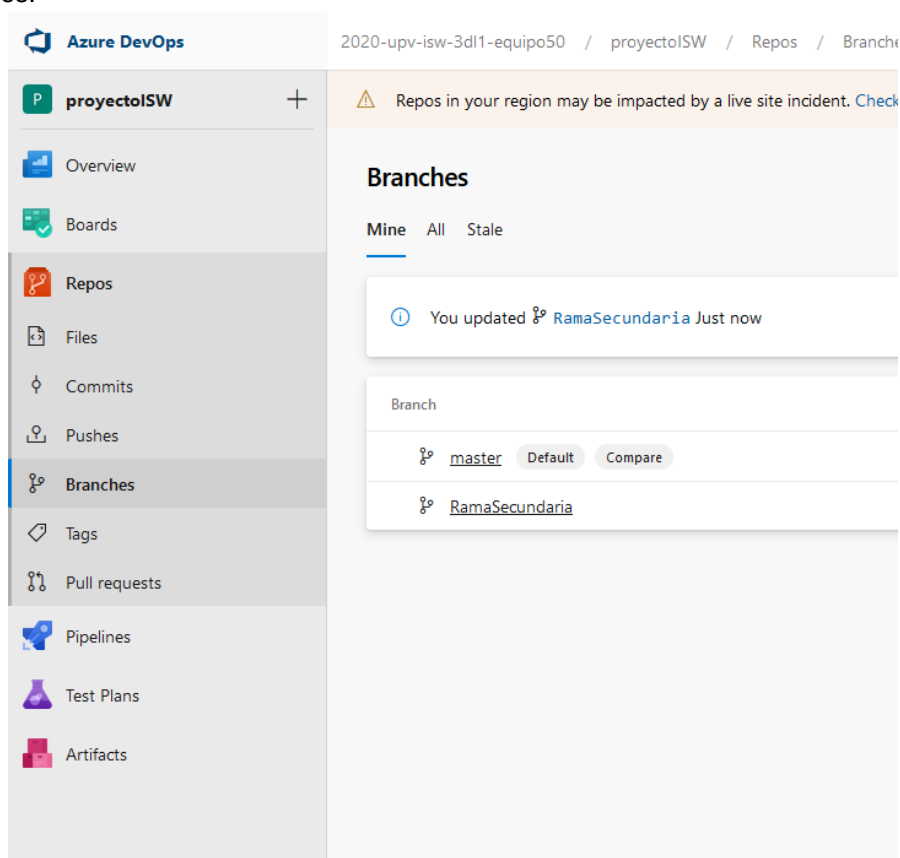 Azure DevOps
2020-upv-isw-3dl1-equipo50 / proyectoISW / Repos / Branche
P proyectoISW +
Repos in your region may be impacted by a live site incident. Check
Overview
Branches
Boards
Mine All Stale
Repos
You updated RamaSecundaria Just now
Files
Commits
Branch
Pushes
master Default Compare
Branches
RamaSecundaria
Tags
Pull requests
Pipelines
Test Plans
Artifacts